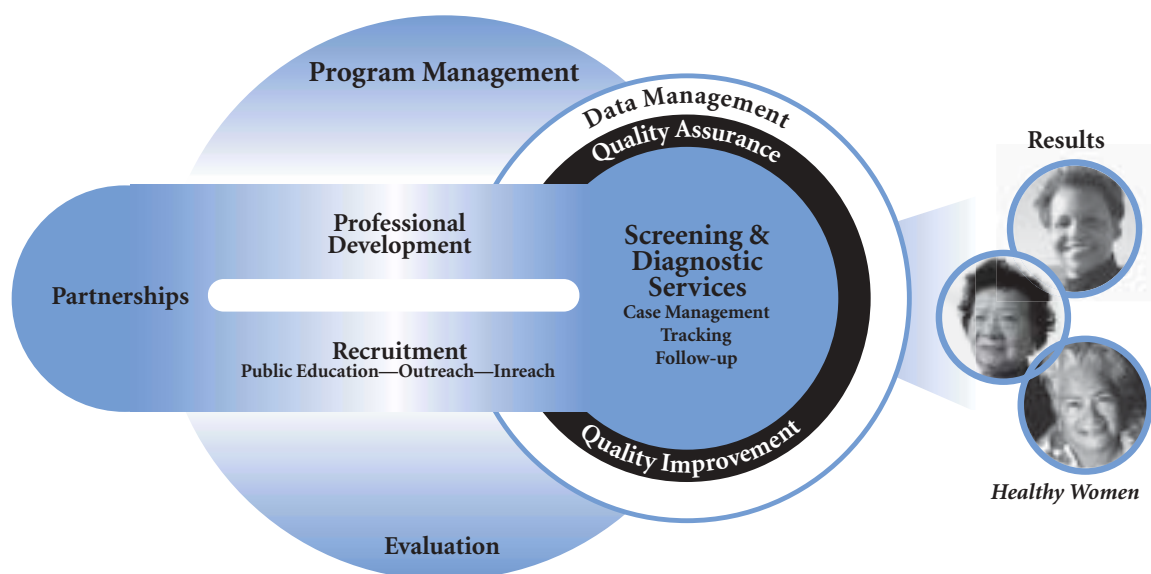 Program Management
Data Management
Quality Assurance
Results
Professional
Development
Partnerships
Screening &
Diagnostic
Services
Case Management
Tracking
Follow-up
Recruitment
Public Education—Outreach—Inreach
Quality Improvement
Healthy Women
Evaluation